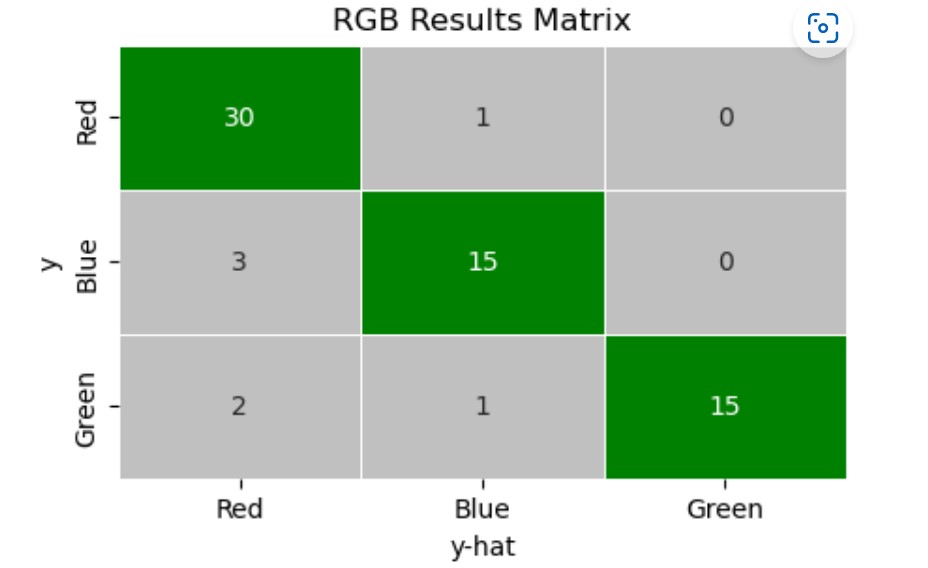 RGB Results Matrix
Red 30 1 0
y Blue 3 15 0
Green 2 1 15
Red Blue Green
y-hat